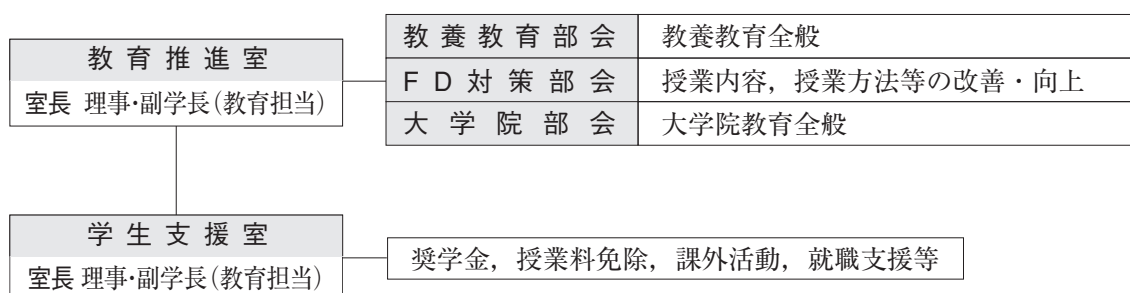 教育推進室
室長 理事・副学長(教育担当)
教養教育部会 教養教育全般
FD対策部会 授業内容，授業方法等の改善・向上
大学院部会 大学院教育全般
学生支援室
室長 理事・副学長(教育担当)
奨学金，授業料免除，課外活動，就職支援等